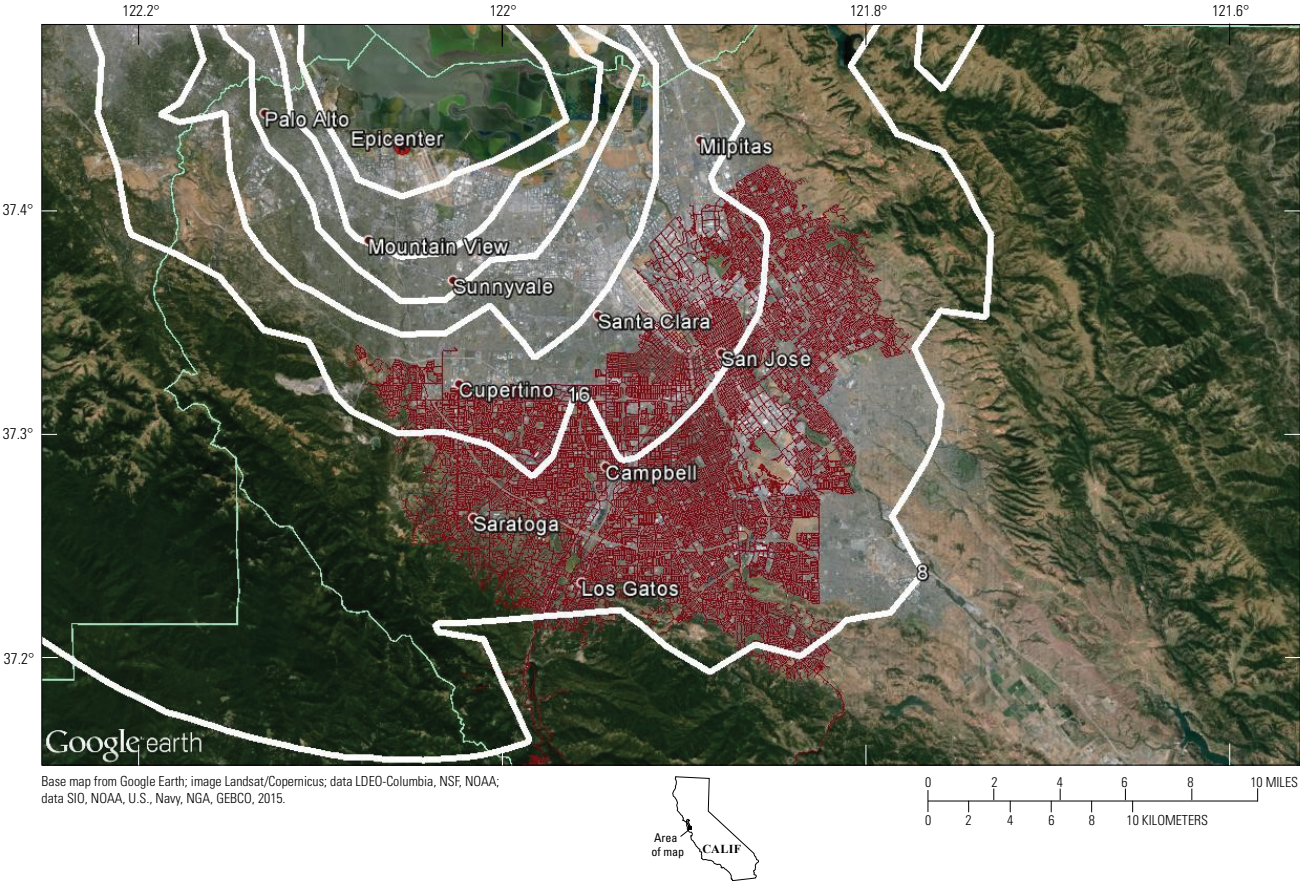 122.2°
122°
121.8°
121.6°
Palo Alto
Epicenter
Milpitas
37.4°
Mountain View
Sunnyvale
Santa Clara
San Jose
Cupertino
16
37.3°
Campbell
Saratoga
8
Los Gatos
37.2°
Google earth
Base map from Google Earth; image Landsat/Copernicus; data LDEO-Columbia, NSF, NOAA;
data SIO, NOAA, U.S., Navy, NGA, GEBCO, 2015.
Area
of map
CALIF
0 2 4 6 8 10 MILES
0 2 4 6 8 10 KILOMETERS